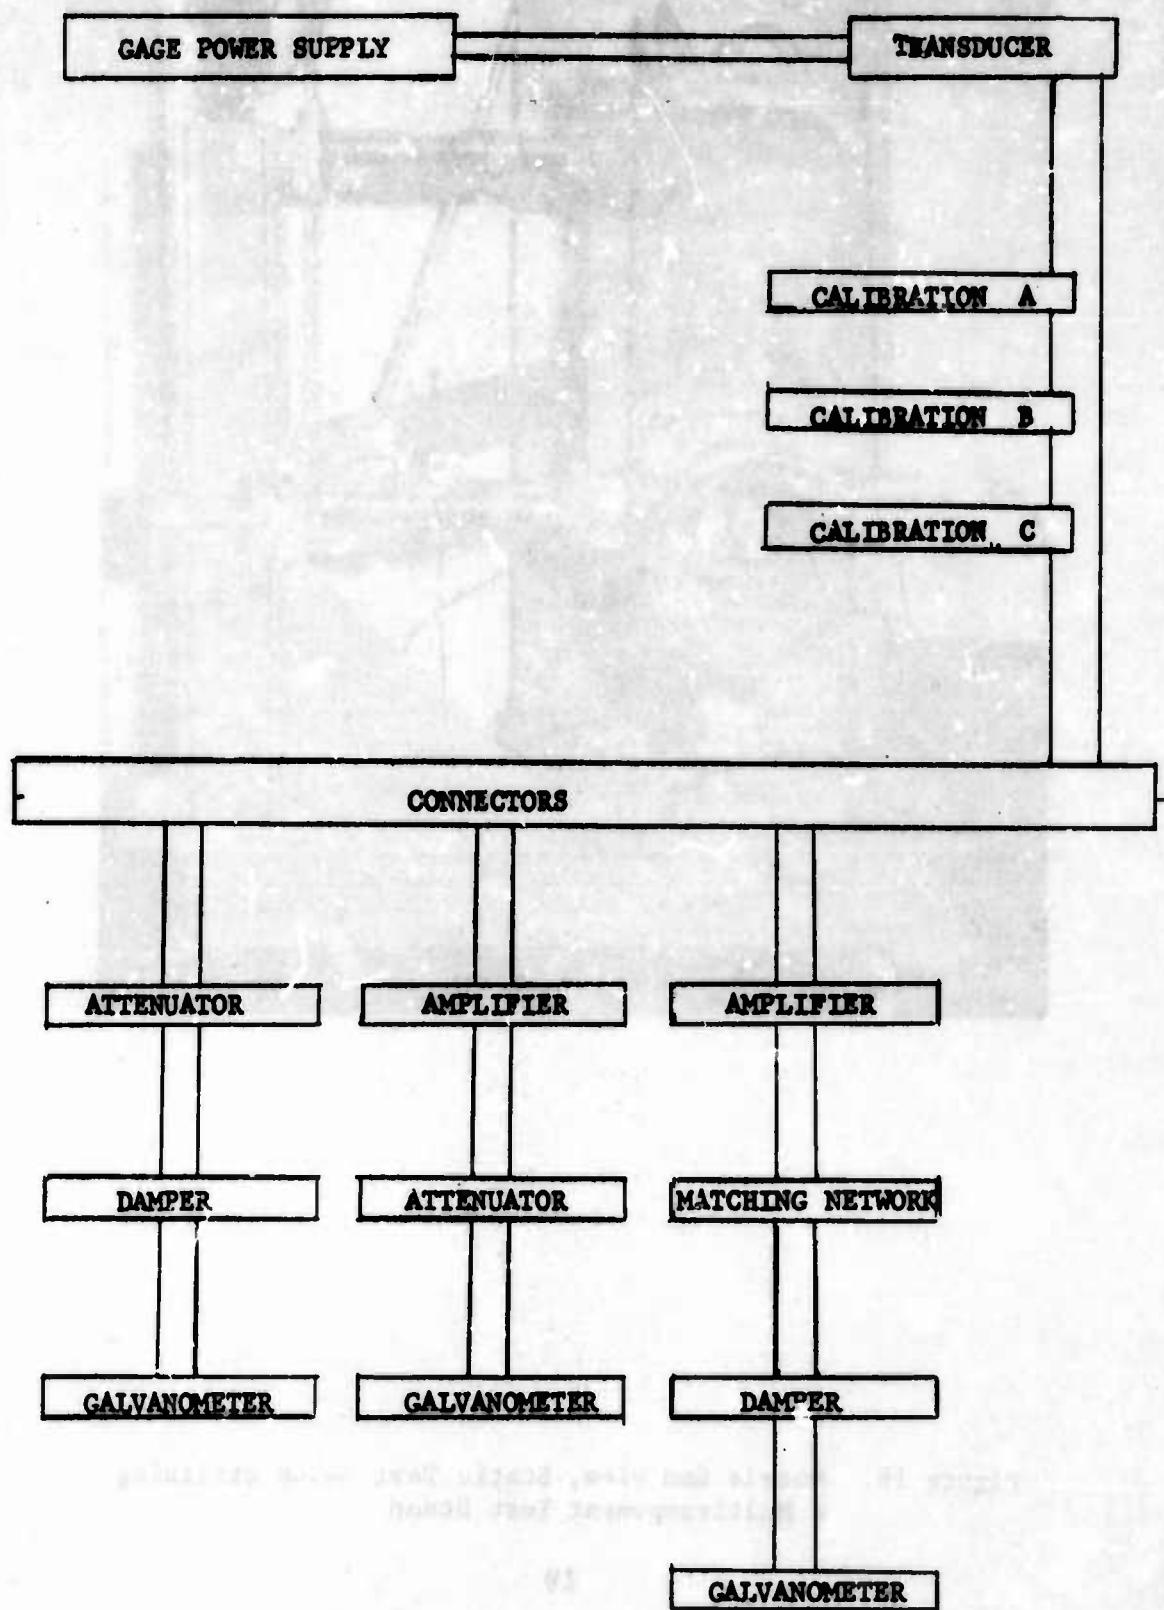 GAGE POWER SUPPLY
TRANSDUCER
CALIBRATION A
CALIBRATION B
CALIBRATION C
CONNECTORS
ATTENUATOR
AMPLIFIER
AMPLIFIER
DAMPER
ATTENUATOR
MATCHING NETWORK
GALVANOMETER
GALVANOMETER
DAMPER
GALVANOMETER